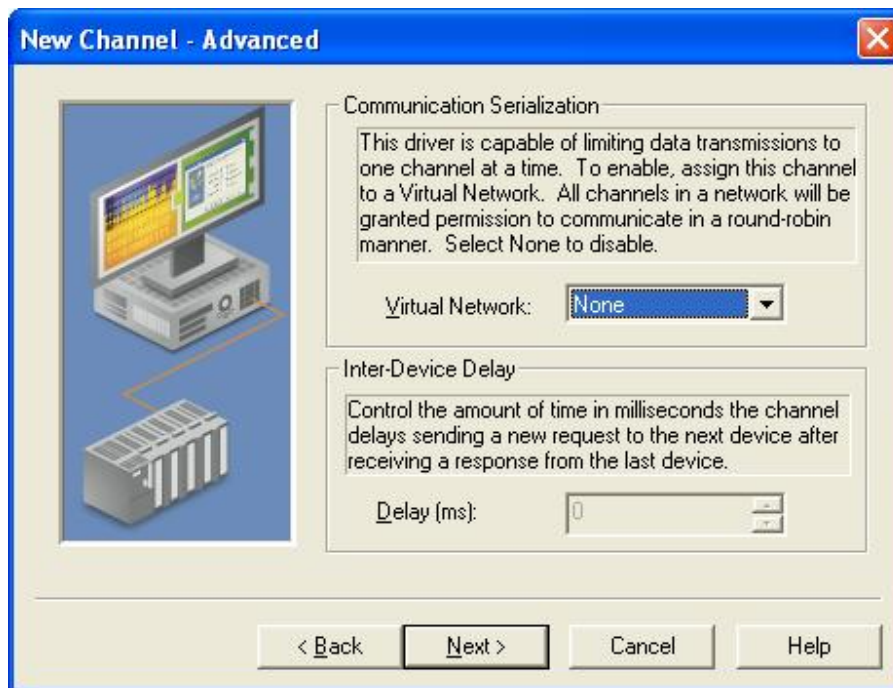 New Channel - Advanced
Communication Serialization
This driver is capable of limiting data transmissions to
one channel at a time. To enable, assign this channel
to a Virtual Network. All channels in a network will be
granted permission to communicate in a round-robin
manner. Select None to disable.
Virtual Network: None
Inter-Device Delay
Control the amount of time in milliseconds the channel
delays sending a new request to the next device after
receiving a response from the last device.
Delay (ms): 0
< Back Next > Cancel Help